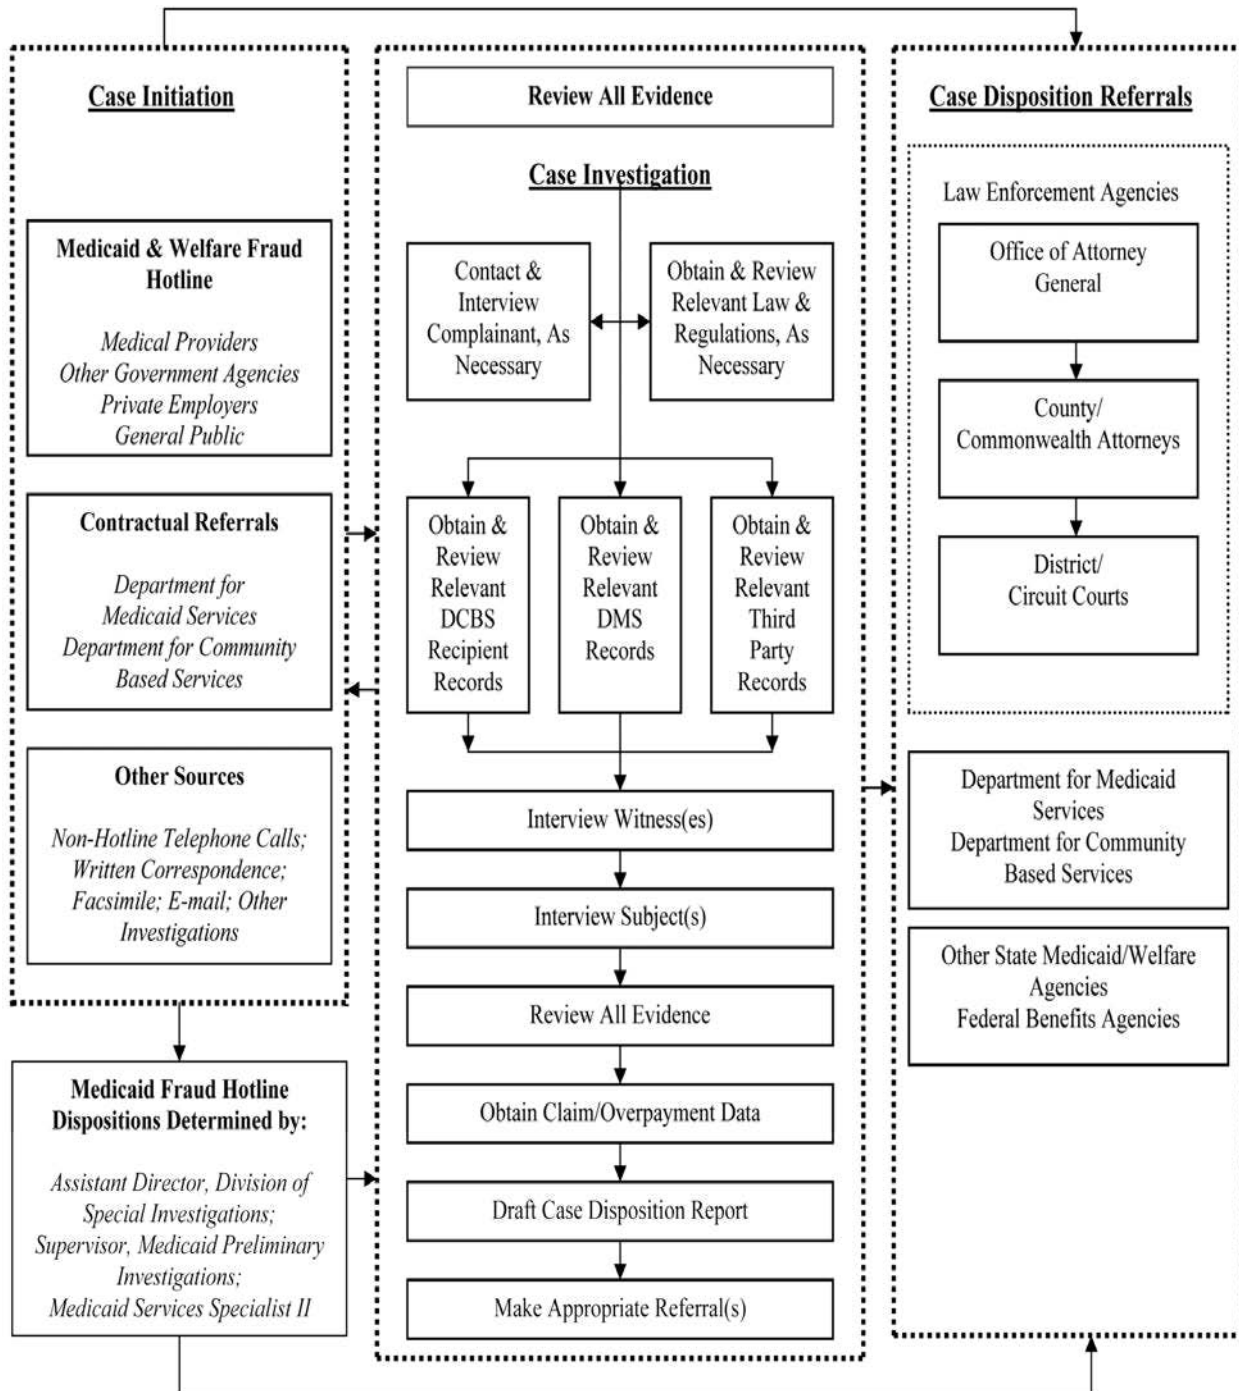 Case Initiation
Medicaid & Welfare Fraud
Hotline
Medical Providers
Other Government Agencies
Private Employers
General Public
Contractual Referrals
Department for
Medicaid Services
Department for Community
Based Services
Other Sources
Non-Hotline Telephone Calls;
Written Correspondence;
Facsimile; E-mail; Other
Investigations
Medicaid Fraud Hotline
Dispositions Determined by:
Assistant Director, Division of
Special Investigations;
Supervisor, Medicaid Preliminary
Investigations;
Medicaid Services Specialist II
Review All Evidence
Case Investigation
Contact &
Interview
Complainant, As
Necessary
Obtain & Review
Relevant Law &
Regulations, As
Necessary
Obtain &
Review
Relevant
DCBS
Recipient
Records
Obtain &
Review
Relevant
DMS
Records
Obtain &
Review
Relevant
Third
Party
Records
Interview Witness(es)
Interview Subject(s)
Review All Evidence
Obtain Claim/Overpayment Data
Draft Case Disposition Report
Make Appropriate Referral(s)
Case Disposition Referrals
Law Enforcement Agencies
Office of Attorney
General
County/
Commonwealth Attorneys
District/
Circuit Courts
Department for Medicaid
Services
Department for Community
Based Services
Other State Medicaid/Welfare
Agencies
Federal Benefits Agencies